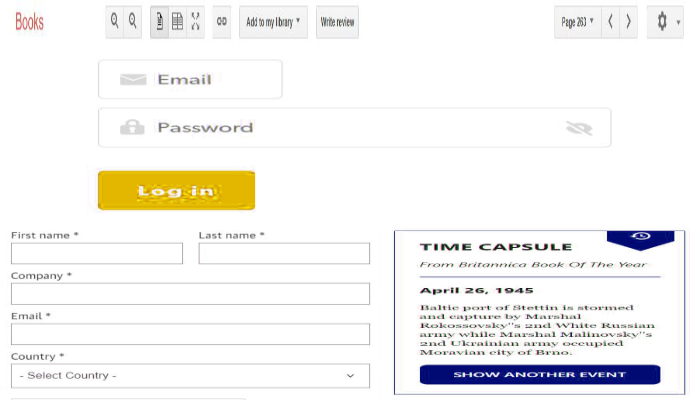 Books
Add to my library
Write review
Page 263
Email
Password
Log in
First name *
Last name *
Company *
Email *
Country *
- Select Country -
TIME CAPSULE
From Britannica Book Of The Year
April 26, 1945
Baltic port of Stettin is stormed
and capture by Marshal
Rokossovsky"s 2nd White Russian
army while Marshal Malinovsky"s
2nd Ukrainian army occupied
Moravian city of Brno.
SHOW ANOTHER EVENT